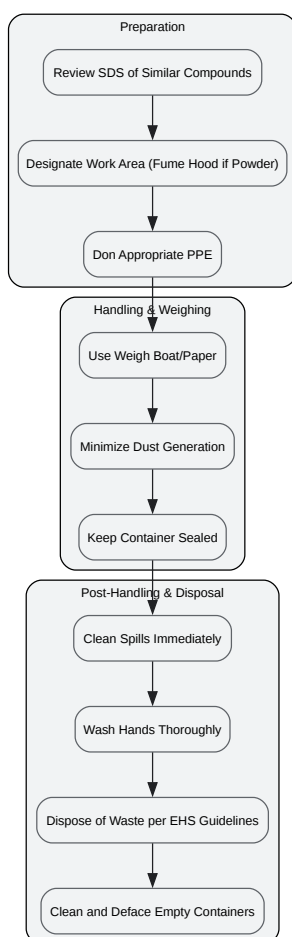 Preparation
Review SDS of Similar Compounds
Designate Work Area (Fume Hood if Powder)
Don Appropriate PPE
Handling & Weighing
Use Weigh Boat/Paper
Minimize Dust Generation
Keep Container Sealed
Post-Handling & Disposal
Clean Spills Immediately
Wash Hands Thoroughly
Dispose of Waste per EHS Guidelines
Clean and Deface Empty Containers